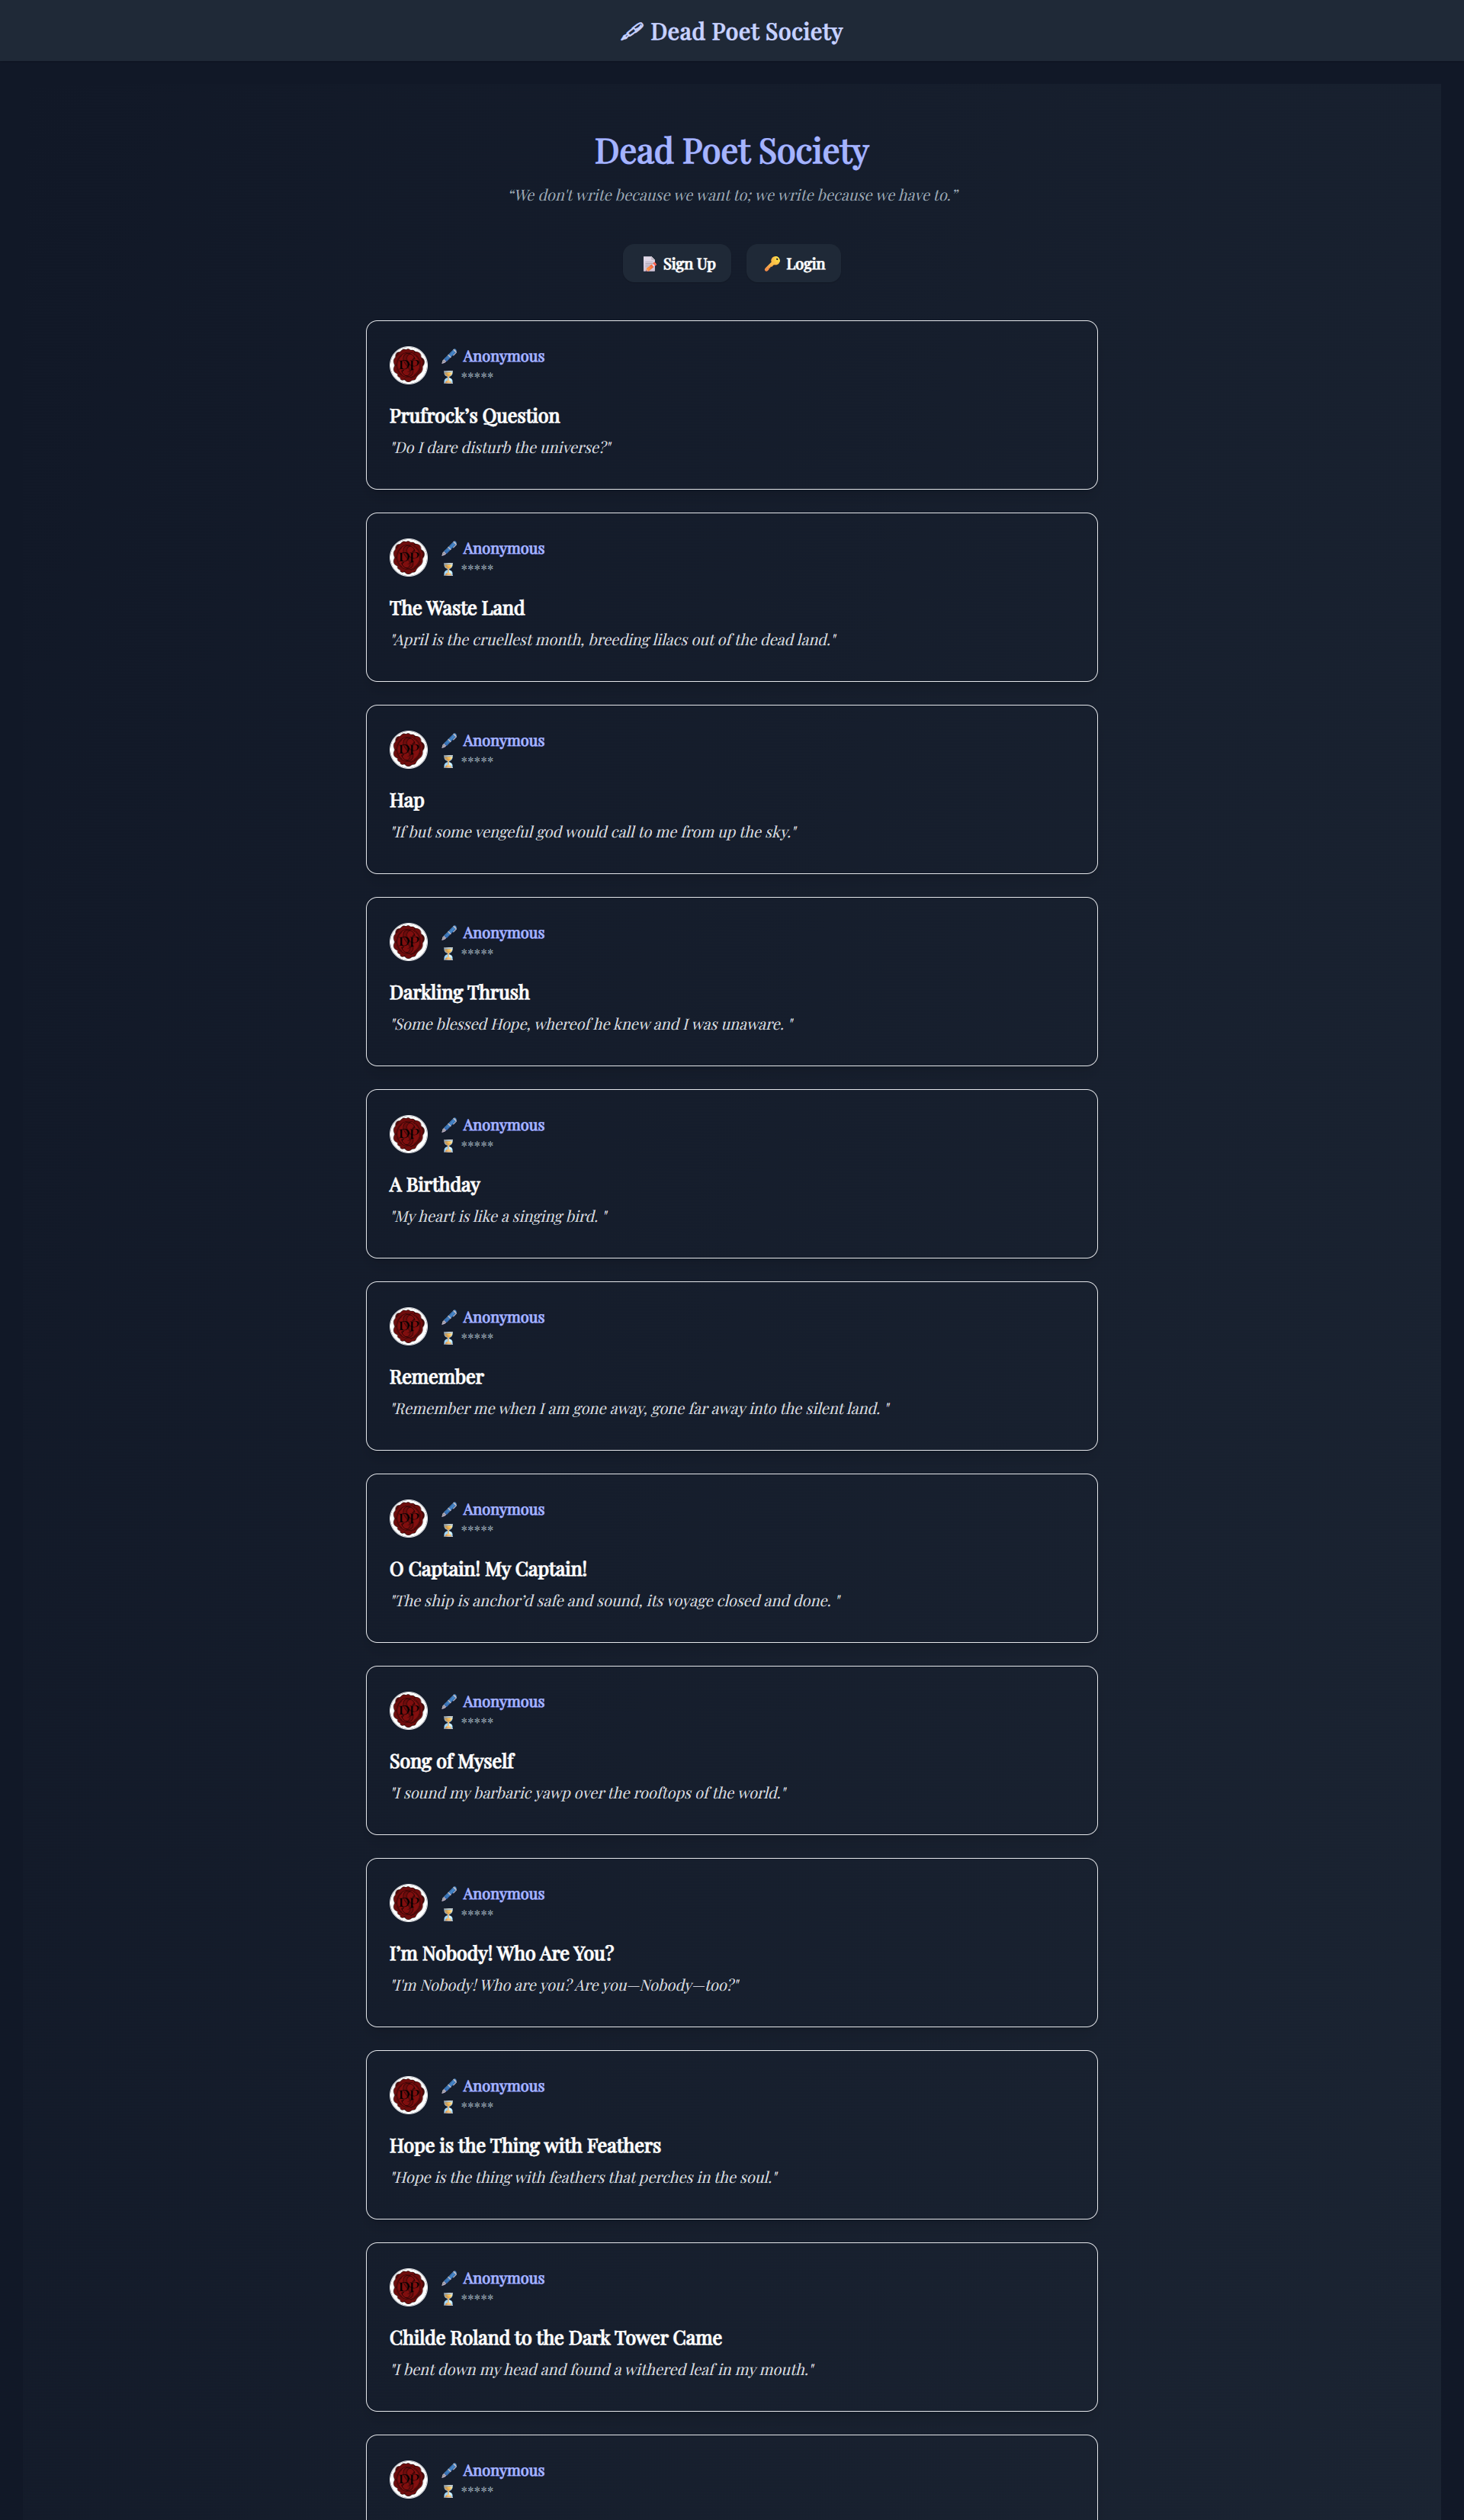 🖋 Dead Poet Society
Dead Poet Society
“We don't write because we want to; we write because we have to.”
📝 Sign Up 🔑 Login
DP
🖋 Anonymous
⏳ *****
Prufrock’s Question
"Do I dare disturb the universe?"
DP
🖋 Anonymous
⏳ *****
The Waste Land
"April is the cruellest month, breeding lilacs out of the dead land."
DP
🖋 Anonymous
⏳ *****
Hap
"If but some vengeful god would call to me from up the sky."
DP
🖋 Anonymous
⏳ *****
Darkling Thrush
"Some blessed Hope, whereof he knew and I was unaware. "
DP
🖋 Anonymous
⏳ *****
A Birthday
"My heart is like a singing bird. "
DP
🖋 Anonymous
⏳ *****
Remember
"Remember me when I am gone away, gone far away into the silent land. "
DP
🖋 Anonymous
⏳ *****
O Captain! My Captain!
"The ship is anchor’d safe and sound, its voyage closed and done. "
DP
🖋 Anonymous
⏳ *****
Song of Myself
"I sound my barbaric yawp over the rooftops of the world."
DP
🖋 Anonymous
⏳ *****
I’m Nobody! Who Are You?
"I'm Nobody! Who are you? Are you—Nobody—too?"
DP
🖋 Anonymous
⏳ *****
Hope is the Thing with Feathers
"Hope is the thing with feathers that perches in the soul."
DP
🖋 Anonymous
⏳ *****
Childe Roland to the Dark Tower Came
"I bent down my head and found a withered leaf in my mouth."
DP
🖋 Anonymous
⏳ *****